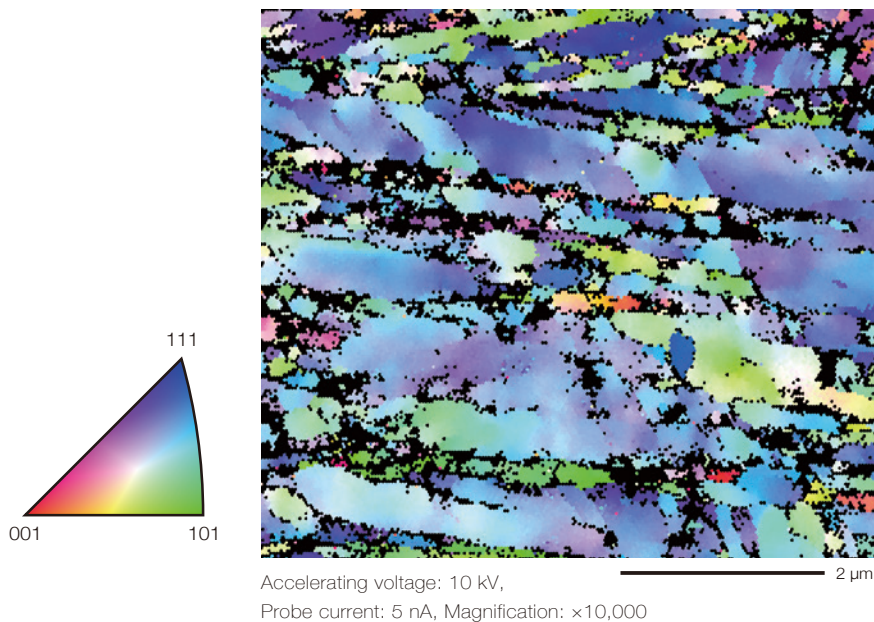 111
001
101
2 µm
Accelerating voltage: 10 kV,
Probe current: 5 nA, Magnification: ×10,000